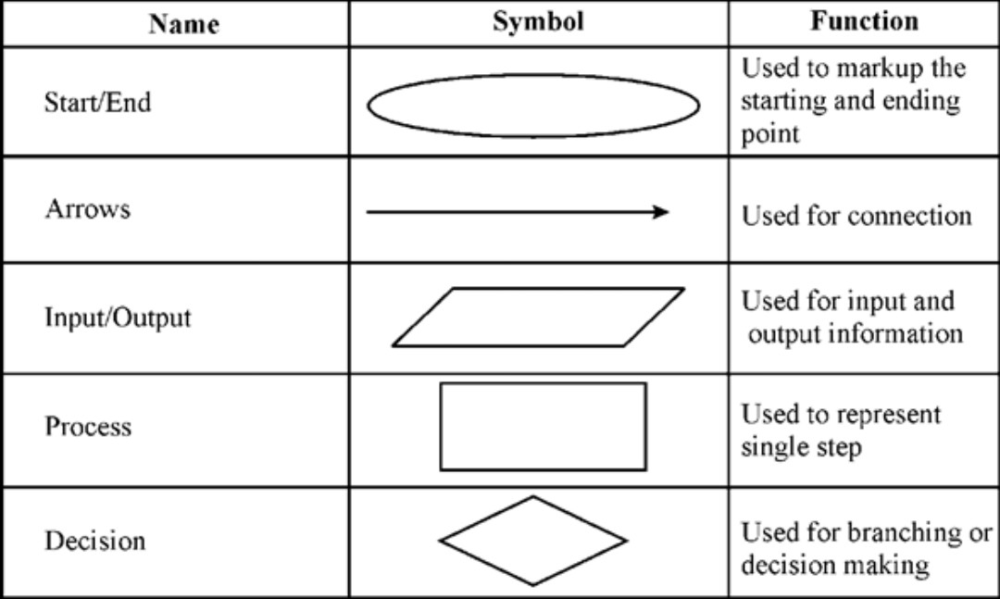 Name
Symbol
Function
Start/End
Used to markup the
starting and ending
point
Arrows
Used for connection
Input/Output
Used for input and
output information
Process
Used to represent
single step
Decision
Used for branching or
decision making